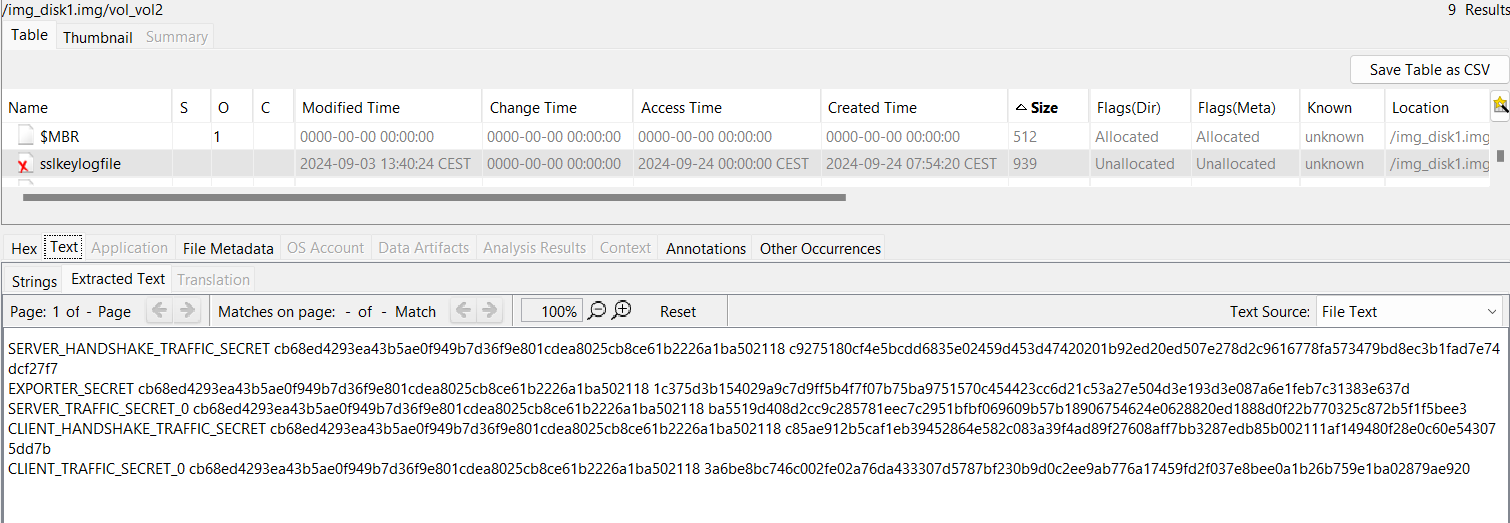 /img_disk1.img/vol_vol2 9 Results
Table Thumbnail Summary
Save Table as CSV
Name S O C Modified Time Change Time Access Time Created Time Size Flags(Dir) Flags(Meta) Known Location
$MBR 1 0000-00-00 00:00:00 0000-00-00 00:00:00 0000-00-00 00:00:00 0000-00-00 00:00:00 512 Allocated Allocated unknown /img_disk1.img
sslkeylogfile 2024-09-03 13:40:24 CEST 0000-00-00 00:00:00 2024-09-24 00:00:00 CEST 2024-09-24 07:54:20 CEST 939 Unallocated Unallocated unknown /img_disk1.img
Hex Text Application File Metadata OS Account Data Artifacts Analysis Results Context Annotations Other Occurrences
Strings Extracted Text Translation
Page: 1 of - Page Matches on page: - of - Match 100% Reset Text Source: File Text
SERVER_HANDSHAKE_TRAFFIC_SECRET cb68ed4293ea43b5ae0f949b7d36f9e801cdea8025cb8ce61b2226a1ba502118 c9275180cf4e5bcdd6835e02459d453d47420201b92ed20ed507e278d2c9616778fa573479bd8ec3b1fad7e74
dcf27f7
EXPORTER_SECRET cb68ed4293ea43b5ae0f949b7d36f9e801cdea8025cb8ce61b2226a1ba502118 1c375d3b154029a9c7d9ff5b4f7f07b75ba9751570c454423cc6d21c53a27e504d3e193d3e087a6e1feb7c31383e637d
SERVER_TRAFFIC_SECRET_0 cb68ed4293ea43b5ae0f949b7d36f9e801cdea8025cb8ce61b2226a1ba502118 ba5519d408d2cc9c285781eec7c2951bfbf069609b57b18906754624e0628820ed1888d0f22b770325c872b5f1f5bee3
CLIENT_HANDSHAKE_TRAFFIC_SECRET cb68ed4293ea43b5ae0f949b7d36f9e801cdea8025cb8ce61b2226a1ba502118 c85ae912b5caf1eb39452864e582c083a39f4ad89f27608aff7bb3287edb85b002111af149480f28e0c60e54307
5dd7b
CLIENT_TRAFFIC_SECRET_0 cb68ed4293ea43b5ae0f949b7d36f9e801cdea8025cb8ce61b2226a1ba502118 3a6be8bc746c002fe02a76da433307d5787bf230b9d0c2ee9ab776a17459fd2f037e8bee0a1b26b759e1ba02879ae920